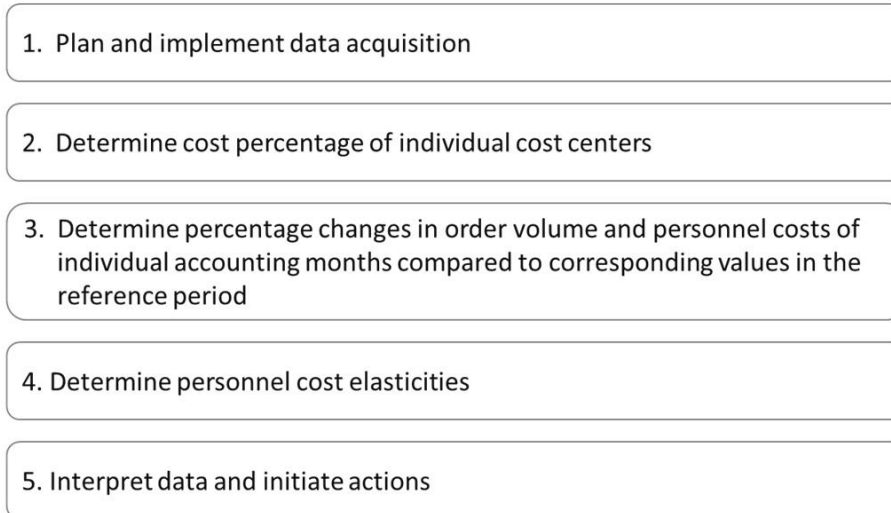 1. Plan and implement data acquisition
2. Determine cost percentage of individual cost centers
3. Determine percentage changes in order volume and personnel costs of
individual accounting months compared to corresponding values in the
reference period
4. Determine personnel cost elasticities
5. Interpret data and initiate actions